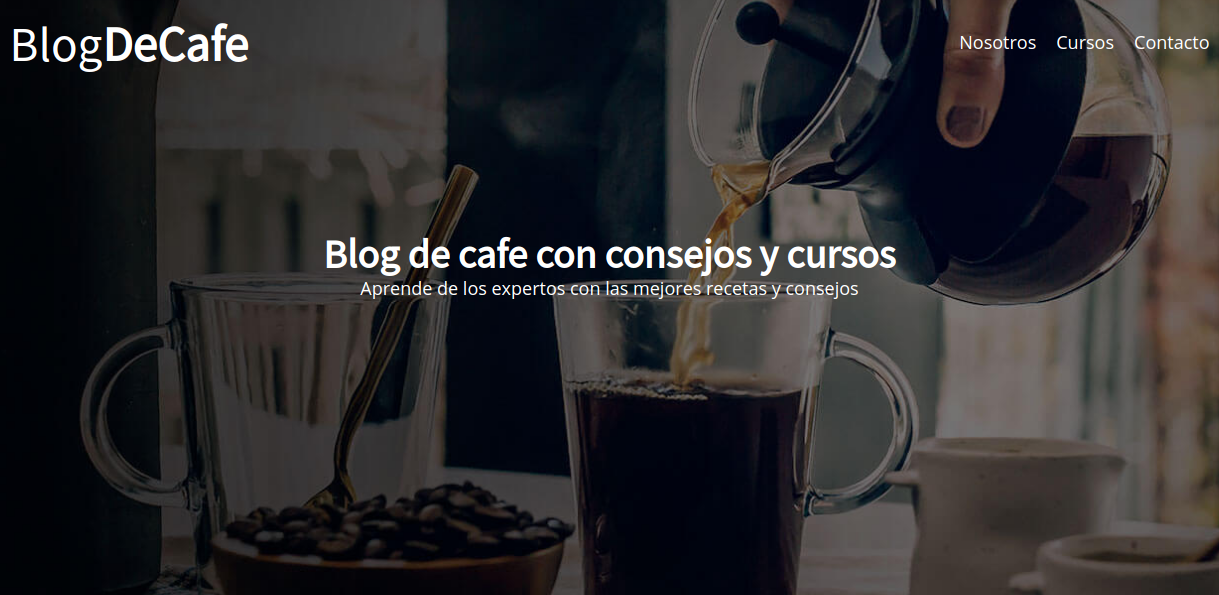 BlogDeCafe
Nosotros Cursos Contacto
Blog de cafe con consejos y cursos
Aprende de los expertos con las mejores recetas y consejos